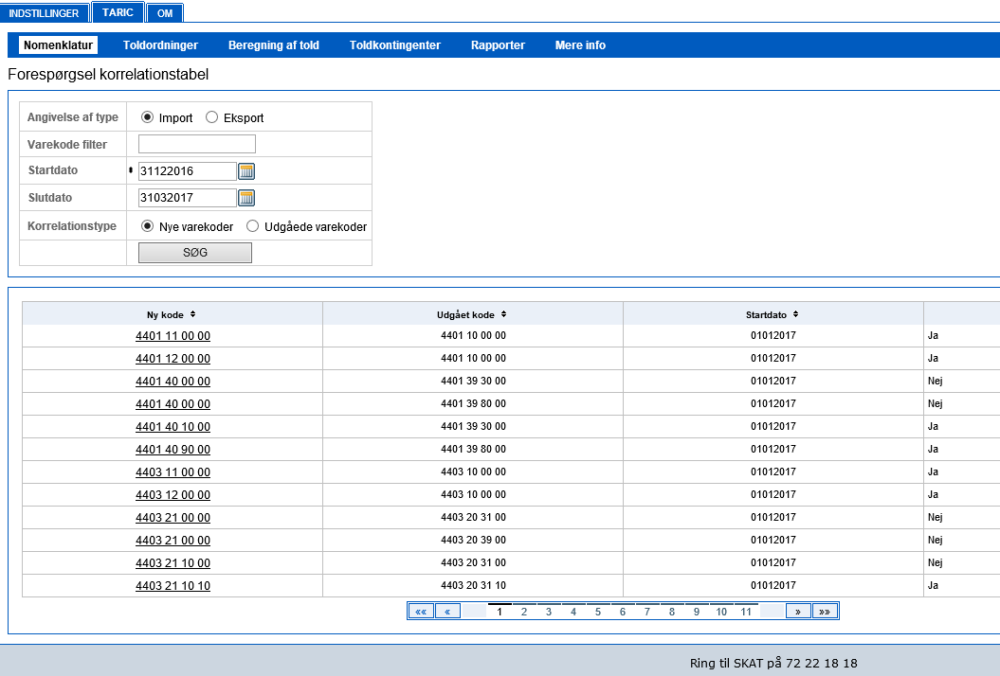 INDSTILLINGER TARIC OM
Nomenklatur Toldordninger Beregning af told Toldkontingenter Rapporter Mere info
Forespørgsel korrelationstabel
Angivelse af type Import Eksport
Varekode filter
Startdato 31122016
Slutdato 31032017
Korrelationstype Nye varekoder Udgåede varekoder
SØG
Ny kode Udgået kode Startdato
4401 11 00 00 4401 10 00 00 01012017 Ja
4401 12 00 00 4401 10 00 00 01012017 Ja
4401 40 00 00 4401 39 30 00 01012017 Nej
4401 40 00 00 4401 39 80 00 01012017 Nej
4401 40 10 00 4401 39 30 00 01012017 Ja
4401 40 90 00 4401 39 80 00 01012017 Ja
4403 11 00 00 4403 10 00 00 01012017 Ja
4403 12 00 00 4403 10 00 00 01012017 Ja
4403 21 00 00 4403 20 31 00 01012017 Nej
4403 21 00 00 4403 20 39 00 01012017 Nej
4403 21 10 00 4403 20 31 00 01012017 Nej
4403 21 10 10 4403 20 31 10 01012017 Ja
«« « 1 2 3 4 5 6 7 8 9 10 11 » »»
Ring til SKAT på 72 22 18 18